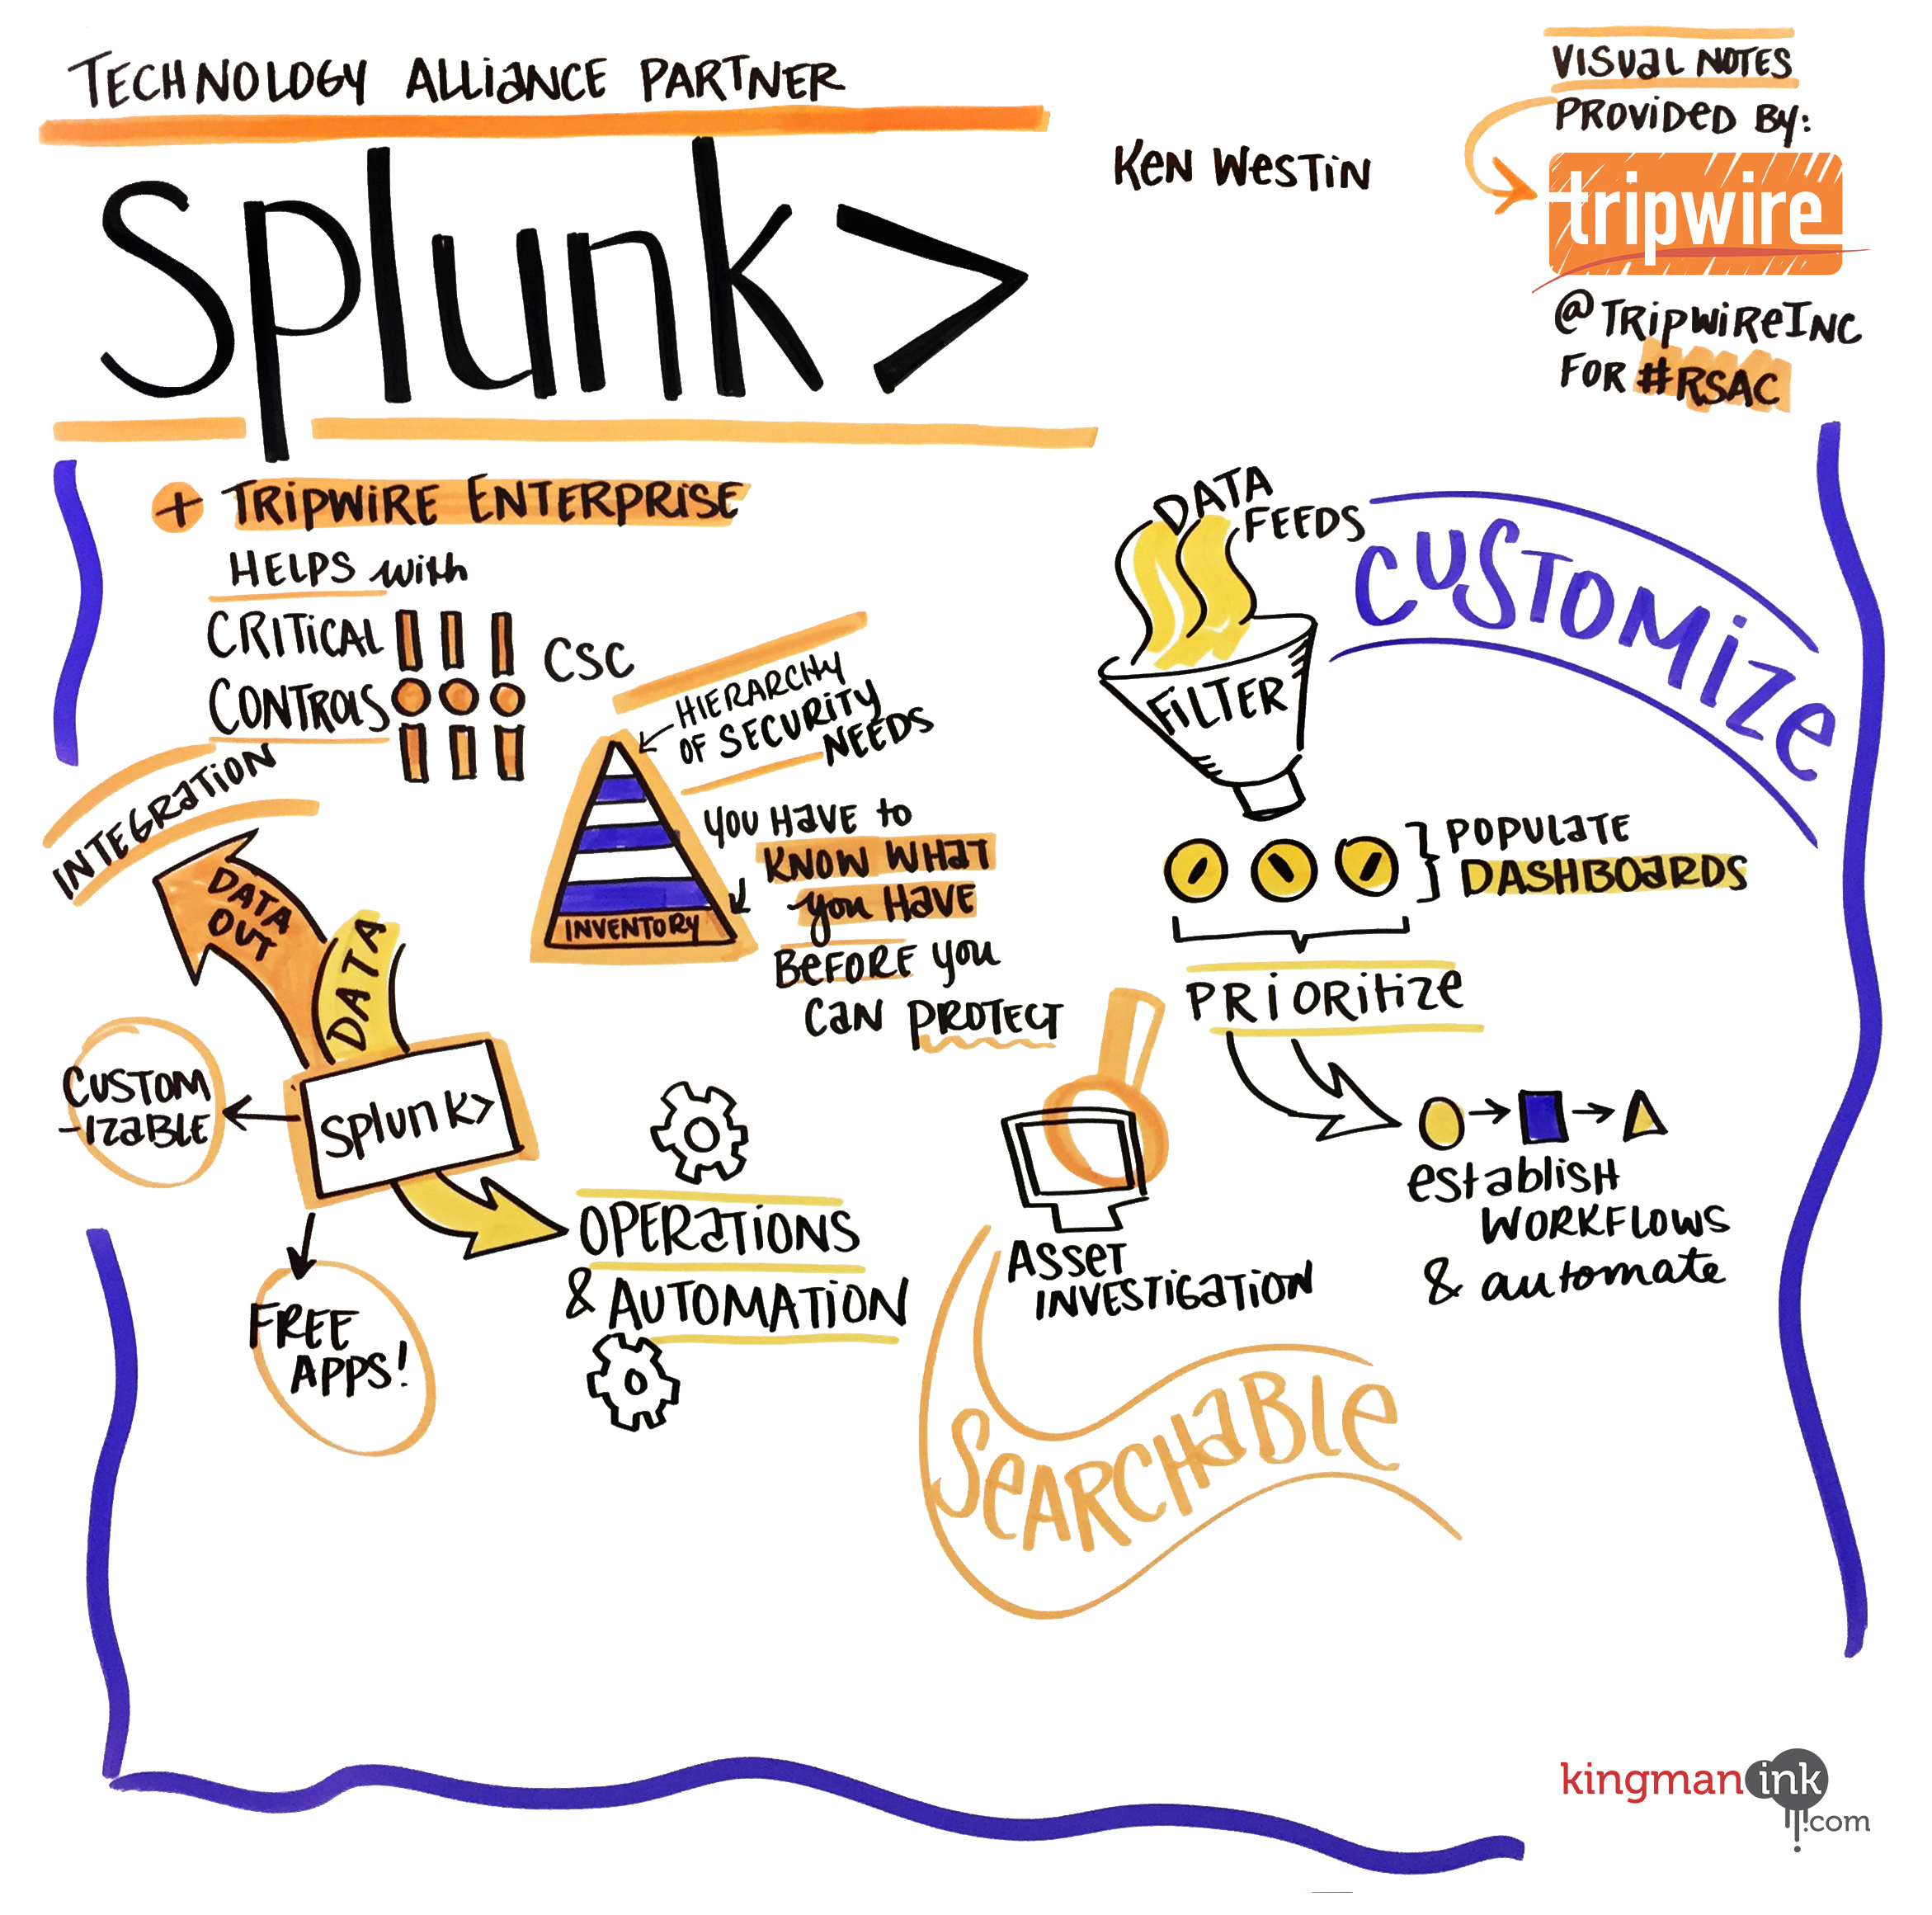 TECHNOLOGY ALLIANCE PARTNER
splunk>
KEN WESTIN
VISUAL NOTES
PROVIDED BY:
tripwire
@TRIPWIREINC
FOR #RSAC
+ TRIPWIRE ENTERPRISE
HELPS with
CRITICAL
CONTROLS
CSC
HIERARCHY
OF SECURITY
NEEDS
YOU HAVE to
KNOW WHAT
you HAVE
BEFORE you
CAN PROTECT
INVENTORY
INTEGRATION
DATA
OUT
DATA
splunk>
CUSTOM
-IZABLE
FREE
APPS!
OPERATIONS
& AUTOMATION
DATA
FEEDS
FILTER
CUSTOMIZE
POPULATE
DASHBOARDS
PRIORITIZE
establish
WORKFLOWS
& automate
ASSET
INVESTIGATION
SEARCHABLE
kingman ink
.com